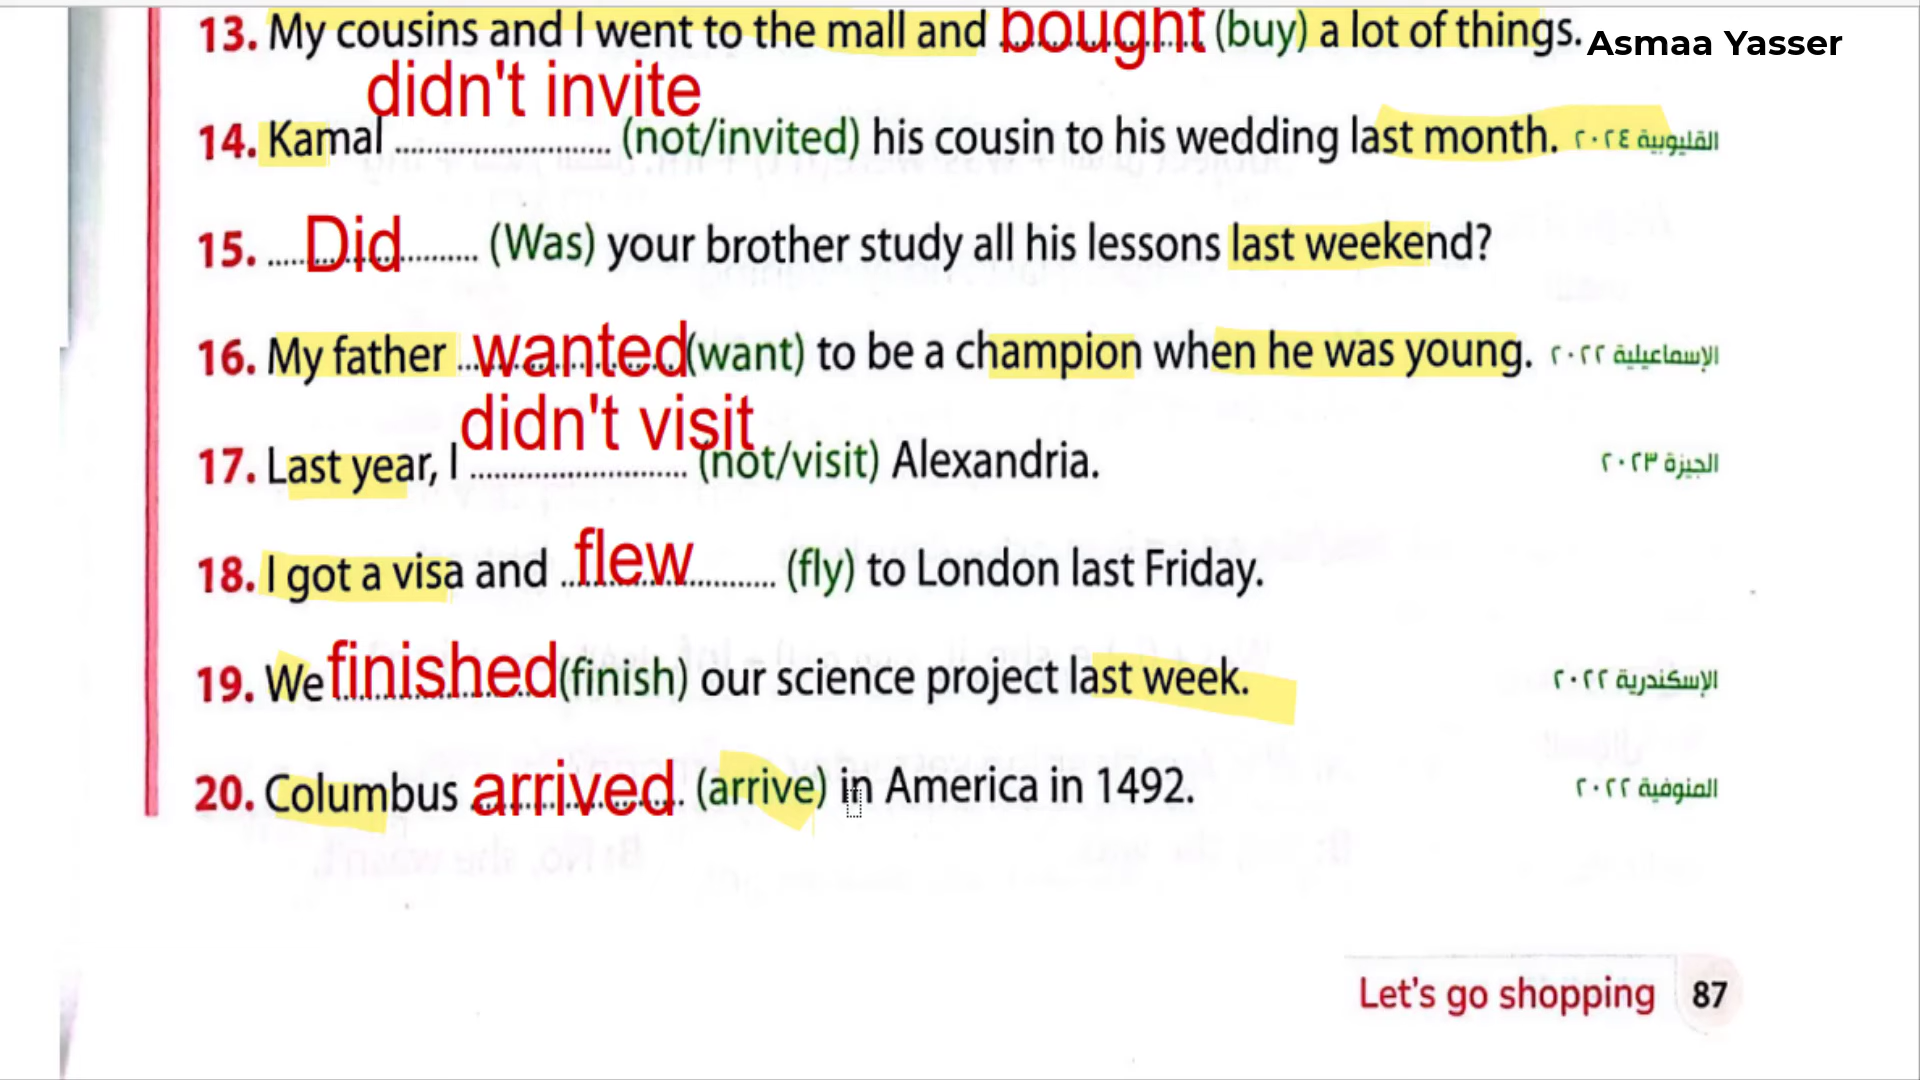 13. My cousins and I went to the mall and bought (buy) a lot of things.
Asmaa Yasser
didn't invite
14. Kamal ........................... (not/invited) his cousin to his wedding last month. القليوبية ٢٠٢٤
15. Did (Was) your brother study all his lessons last weekend?
16. My father wanted (want) to be a champion when he was young. الإسماعيلية ٢٠٢٢
didn't visit
17. Last year, I ........................... (not/visit) Alexandria. الجيزة ٢٠٢٣
18. I got a visa and flew (fly) to London last Friday.
19. We finished (finish) our science project last week. الإسكندرية ٢٠٢٢
20. Columbus arrived (arrive) in America in 1492. المنوفية ٢٠٢٢
Let's go shopping 87